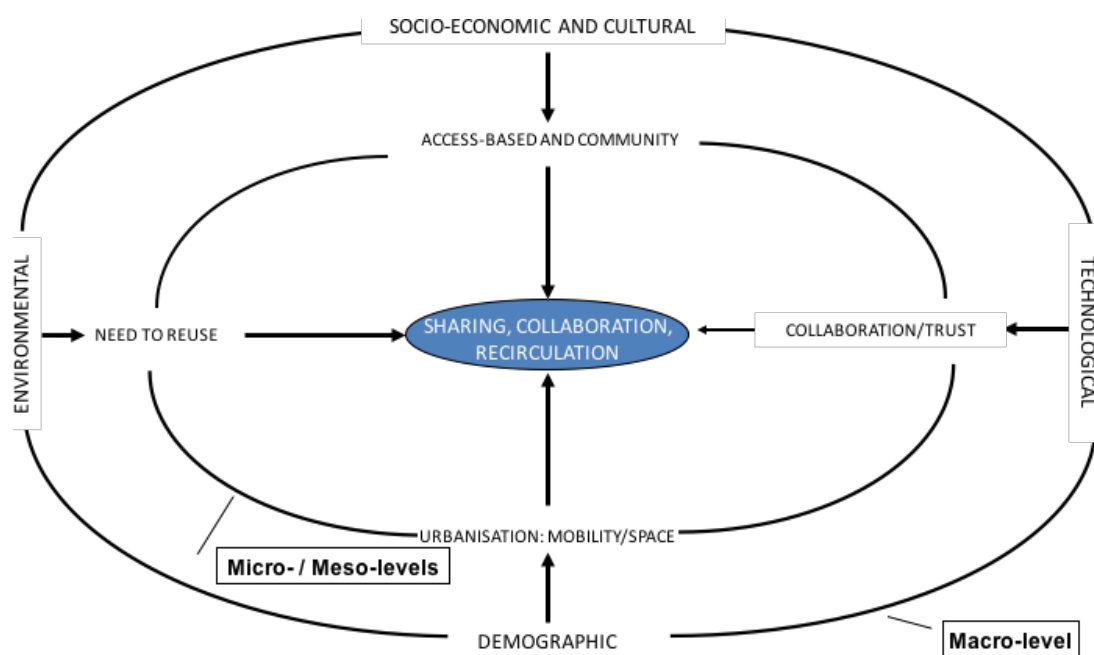 SOCIO-ECONOMIC AND CULTURAL
ACCESS-BASED AND COMMUNITY
ENVIRONMENTAL
NEED TO REUSE
SHARING, COLLABORATION,
RECIRCULATION
COLLABORATION/TRUST
TECHNOLOGICAL
URBANISATION: MOBILITY/SPACE
Micro- / Meso-levels
DEMOGRAPHIC
Macro-level